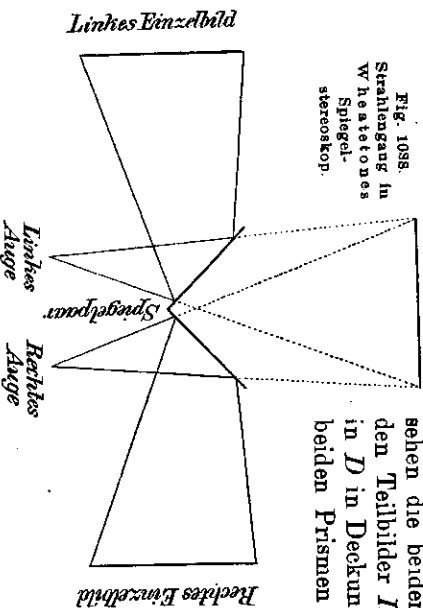 Linkes Einzelbild
Fig. 1088.
Strahlengang in
Wheatstones
Spiegel-
stereoskop.
Linkes
Auge
Spiegelpaar
Rechtes
Auge
Rechtes Einzelbild
sehen die beiden
den Teilbilder
in D in Deckun
beiden Prismen